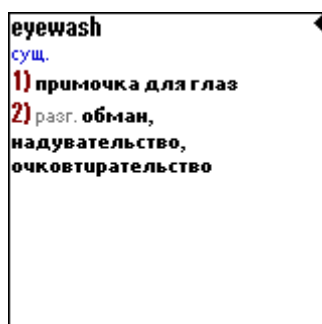 eyewash
сущ.
1) примочка для глаз
2) разг. обман,
надувательство,
очковтирательство